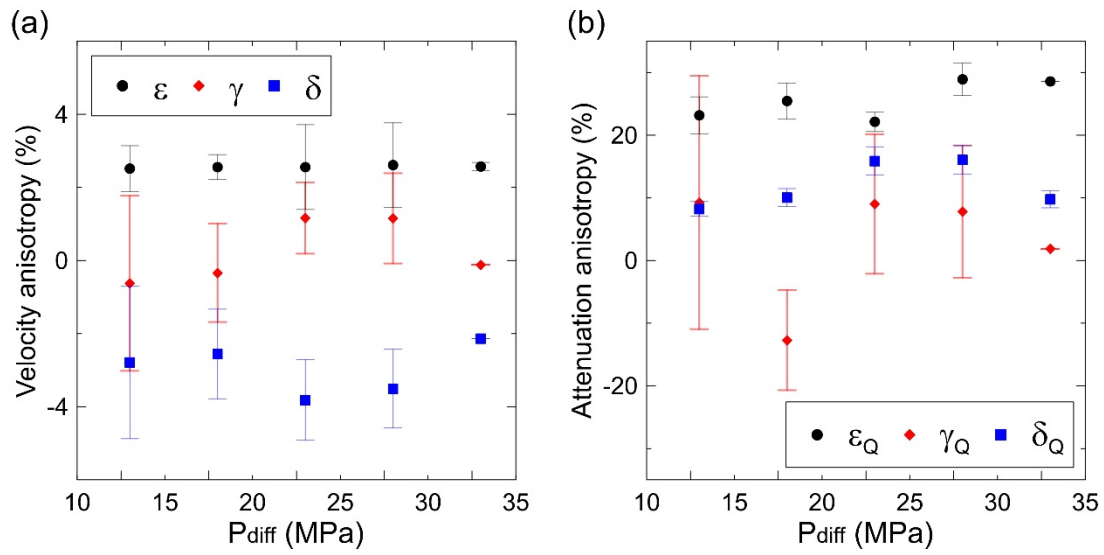 (a)
ε γ δ
Velocity anisotropy (%)
4
0
-4
10 15 20 25 30 35
Pdiff (MPa)
(b)
Attenuation anisotropy (%)
20
0
-20
εQ γQ δQ
10 15 20 25 30 35
Pdiff (MPa)